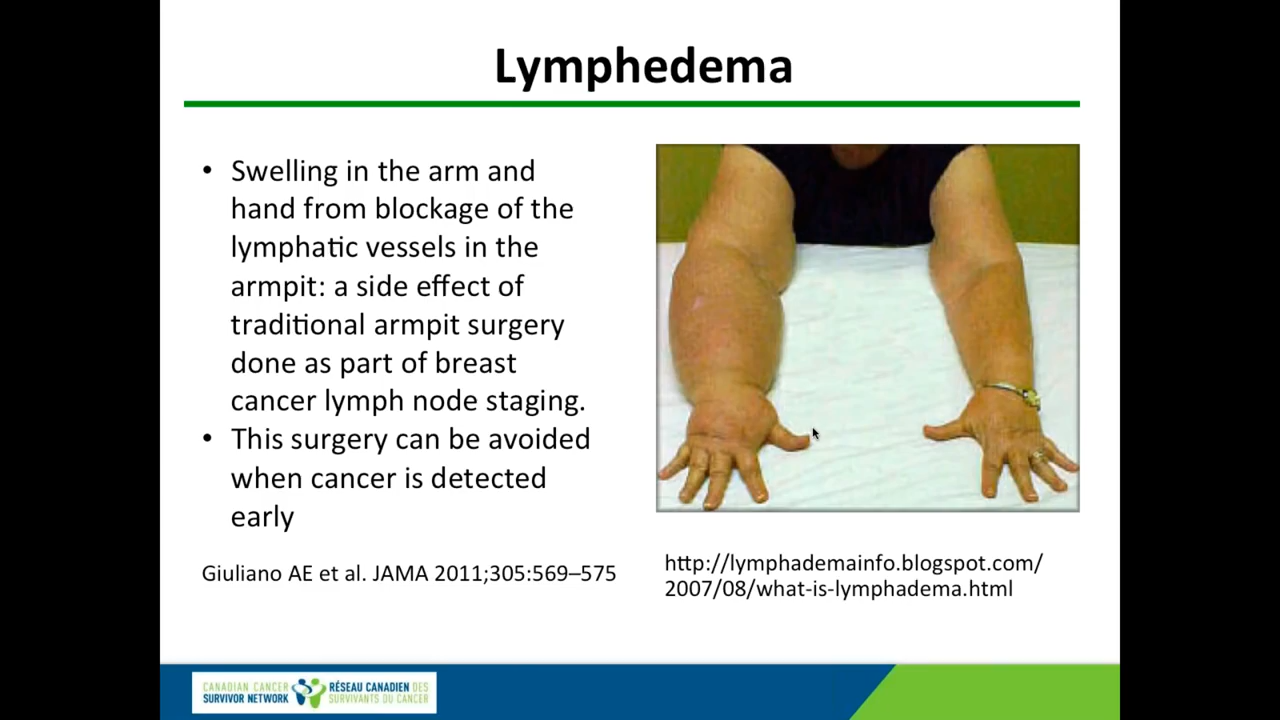 Lymphedema
• Swelling in the arm and
hand from blockage of the
lymphatic vessels in the
armpit: a side effect of
traditional armpit surgery
done as part of breast
cancer lymph node staging.
• This surgery can be avoided
when cancer is detected
early
Giuliano AE et al. JAMA 2011;305:569–575
http://lymphademainfo.blogspot.com/
2007/08/what-is-lymphadema.html
CANADIAN CANCER
SURVIVOR NETWORK
RÉSEAU CANADIEN DES
SURVIVANTS DU CANCER